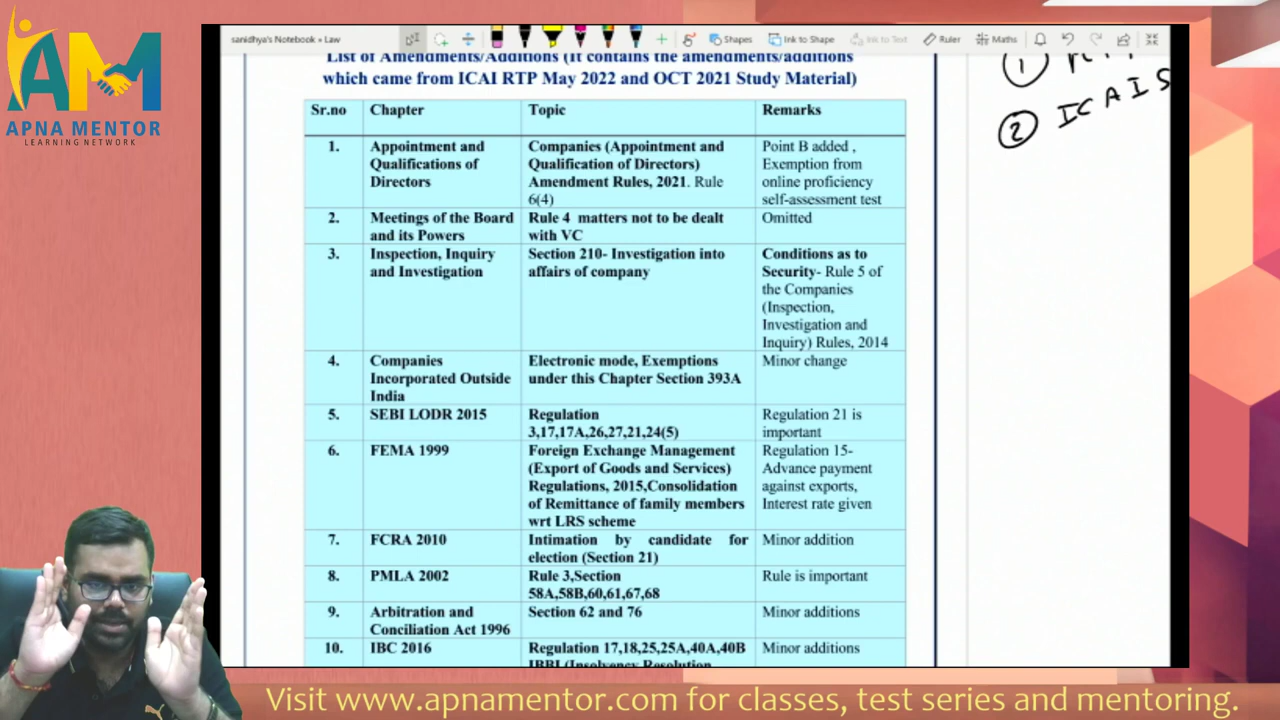 AM
APNA MENTOR
LEARNING NETWORK
sanidhya's Notebook » Law
Shapes
Ink to Shape
Ink to Text
Ruler
Maths
List of Amendments/Additions (It contains the amendments/additions
which came from ICAI RTP May 2022 and OCT 2021 Study Material)
①
② ICAI S
Sr.no Chapter Topic Remarks
1. Appointment and Qualifications of Directors
Companies (Appointment and Qualification of Directors) Amendment Rules, 2021. Rule 6(4)
Point B added , Exemption from online proficiency self-assessment test
2. Meetings of the Board and its Powers
Rule 4 matters not to be dealt with VC
Omitted
3. Inspection, Inquiry and Investigation
Section 210- Investigation into affairs of company
Conditions as to Security- Rule 5 of the Companies (Inspection, Investigation and Inquiry) Rules, 2014
4. Companies Incorporated Outside India
Electronic mode, Exemptions under this Chapter Section 393A
Minor change
5. SEBI LODR 2015
Regulation 3,17,17A,26,27,21,24(5)
Regulation 21 is important
6. FEMA 1999
Foreign Exchange Management (Export of Goods and Services) Regulations, 2015,Consolidation of Remittance of family members wrt LRS scheme
Regulation 15- Advance payment against exports, Interest rate given
7. FCRA 2010
Intimation by candidate for election (Section 21)
Minor addition
8. PMLA 2002
Rule 3,Section 58A,58B,60,61,67,68
Rule is important
9. Arbitration and Conciliation Act 1996
Section 62 and 76
Minor additions
10. IBC 2016
Regulation 17,18,25,25A,40A,40B IBBI (Insolvency Resolution
Minor additions
Visit www.apnamentor.com for classes, test series and mentoring.